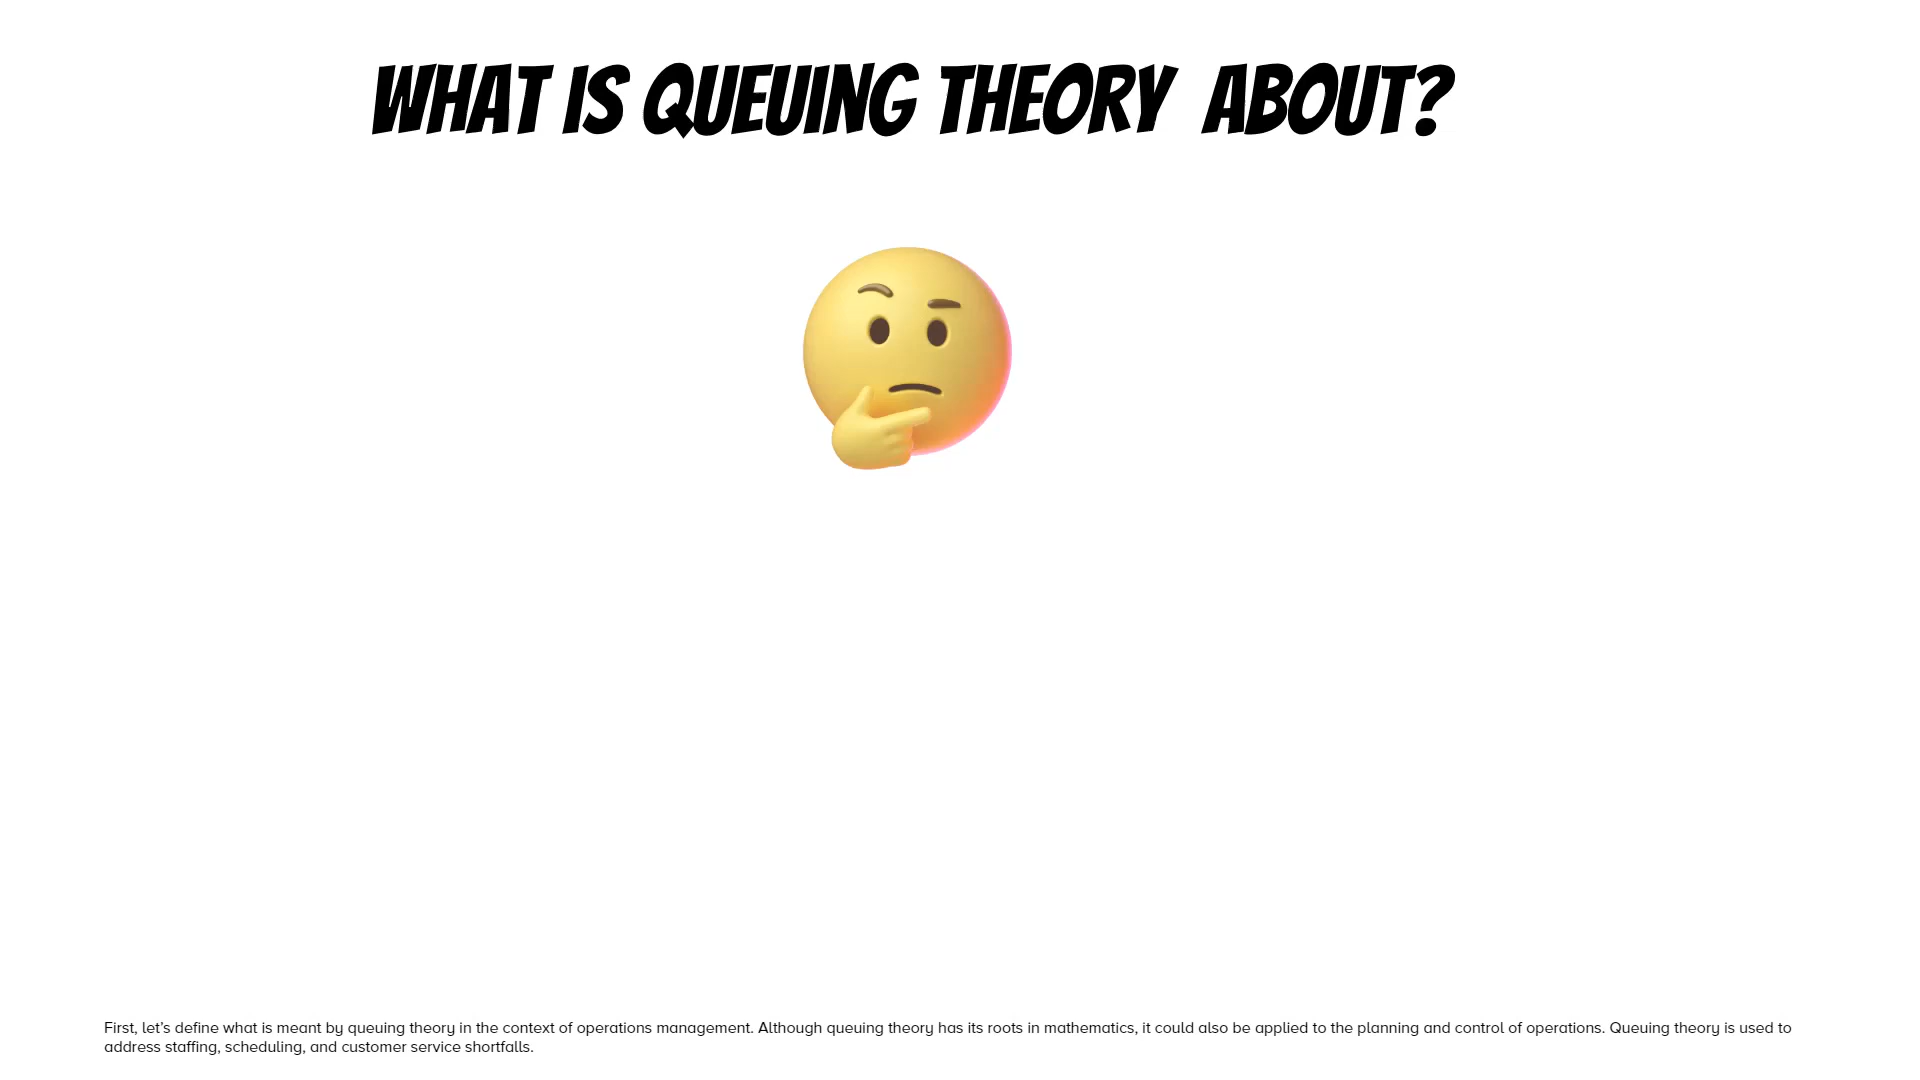 WHAT IS QUEUING THEORY ABOUT?
First, let's define what is meant by queuing theory in the context of operations management. Although queuing theory has its roots in mathematics, it could also be applied to the planning and control of operations. Queuing theory is used to
address staffing, scheduling, and customer service shortfalls.